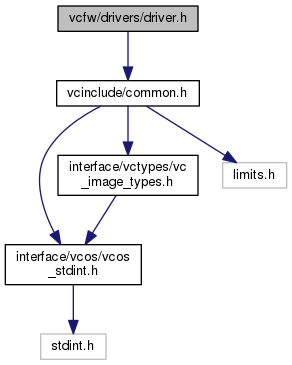 vcfw/drivers/driver.h
vcinclude/common.h
interface/vctypes/vc
_image_types.h
limits.h
interface/vcos/vcos
_stdint.h
stdint.h